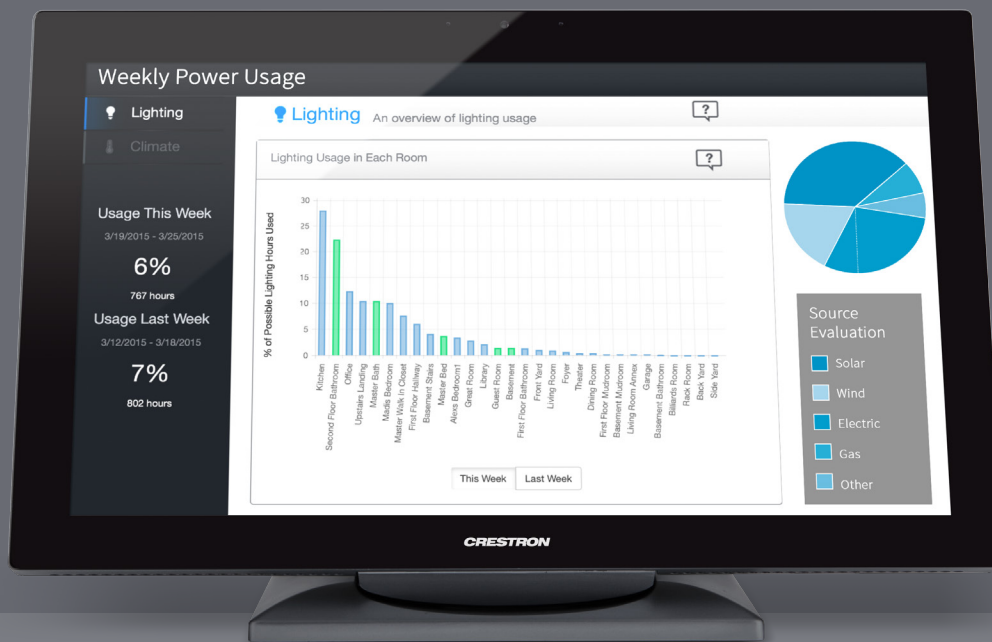 Weekly Power Usage
Lighting
Climate
Usage This Week
3/19/2015 - 3/25/2015
6%
767 hours
Usage Last Week
3/12/2015 - 3/18/2015
7%
802 hours
Lighting An overview of lighting usage
?
Lighting Usage in Each Room
?
% of Possible Lighting Hours Used
30
25
20
15
10
5
0
Kitchen
Second Floor Bathroom
Office
Upstairs Landing
Master Bath
Madis Bedroom
Master Walk In Closet
First Floor Hallway
Basement Stairs
Master Bed
Alexs Bedroom1
Great Room
Library
Guest Room
Basement
First Floor Bathroom
Front Yard
Living Room
Foyer
Theater
Dining Room
First Floor Mudroom
Basement Mudroom
Living Room Annex
Garage
Basement Bathroom
Billards Room
Rack Room
Back Yard
Side Yard
This Week
Last Week
Source
Evaluation
Solar
Wind
Electric
Gas
Other
CRESTRON